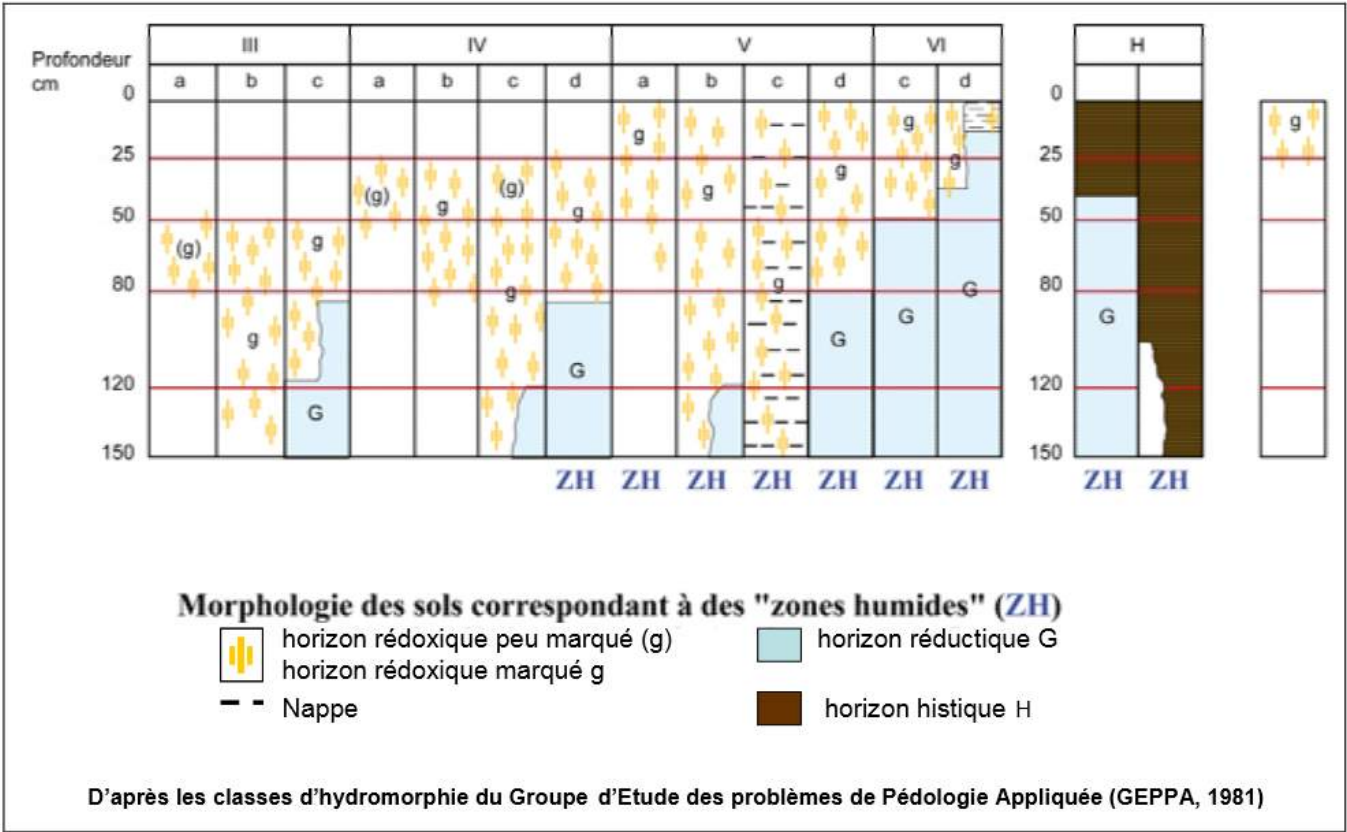 III IV V VI H
Profondeur
cm
a b c a b c d a b c d c d
0 0
g g g g
25 25
(g) g (g) g g g g
50 50
(g) g g
80 g g G 80
g G G G
G
120 120
G
150 150
ZH ZH ZH ZH ZH ZH ZH ZH ZH
Morphologie des sols correspondant à des "zones humides" (ZH)
horizon rédoxique peu marqué (g) horizon réductique G
horizon rédoxique marqué g
Nappe horizon histique H
D'après les classes d'hydromorphie du Groupe d'Etude des problèmes de Pédologie Appliquée (GEPPA, 1981)